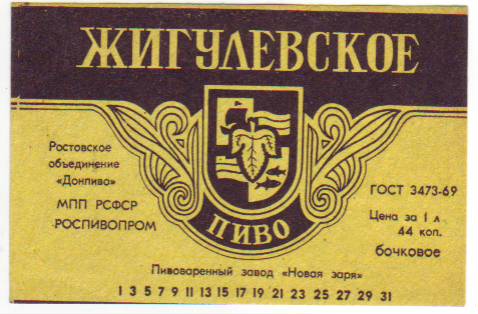 ЖИГУЛЕВСКОЕ
ПИВО
Ростовское
объединение
«Донпиво»
МПП РСФСР
РОСПИВОПРОМ
ГОСТ 3473-69
Цена за 1 л
44 коп.
бочковое
Пивоваренный завод «Новая заря»
1 3 5 7 9 11 13 15 17 19 21 23 25 27 29 31